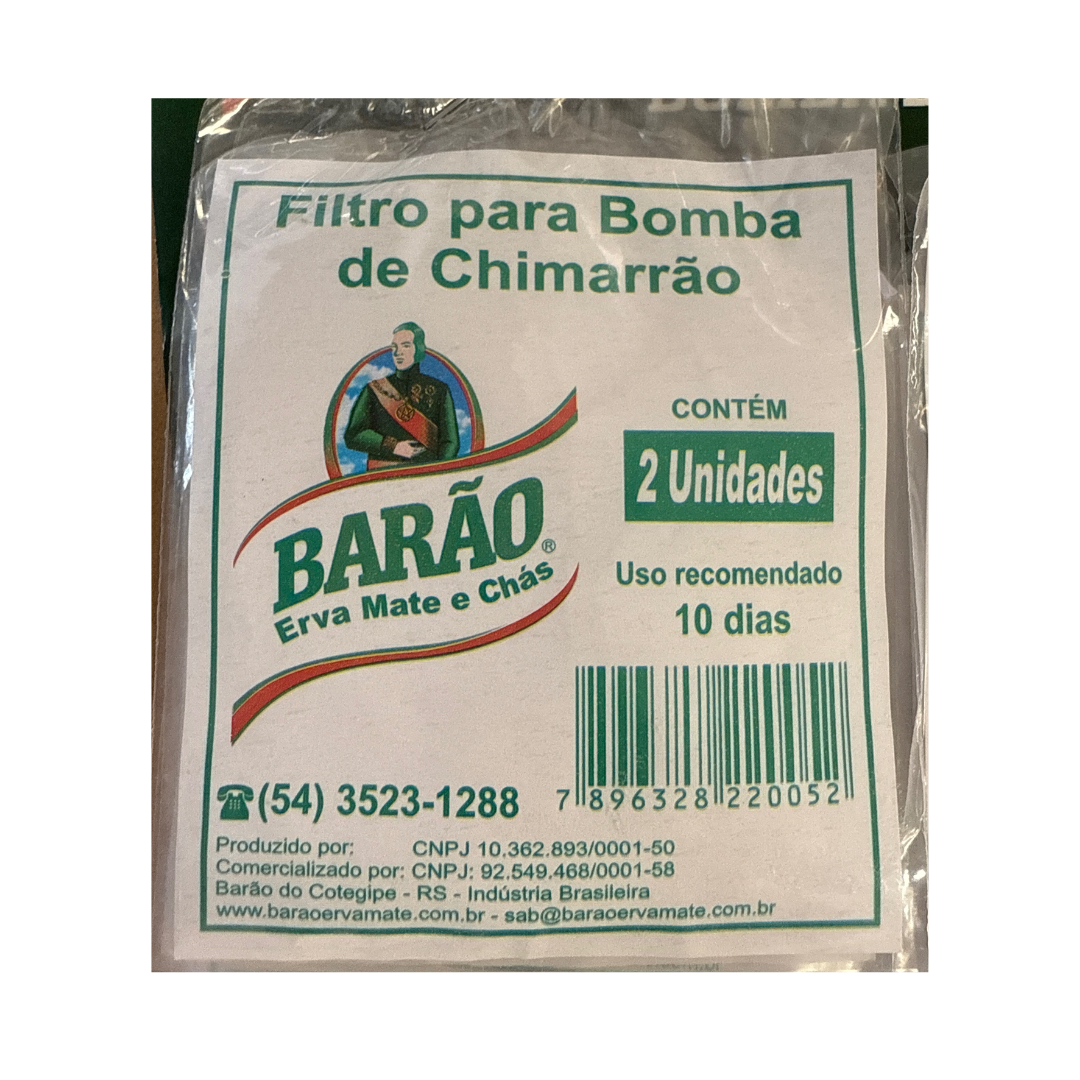 Filtro para Bomba
de Chimarrão
CONTÉM
2 Unidades
BARÃO®
Erva Mate e Chás
Uso recomendado
10 dias
7 896328 220052
(54) 3523-1288
Produzido por: CNPJ 10.362.893/0001-50
Comercializado por: CNPJ: 92.549.468/0001-58
Barão do Cotegipe - RS - Indústria Brasileira
www.baraoervamate.com.br - sab@baraoervamate.com.br